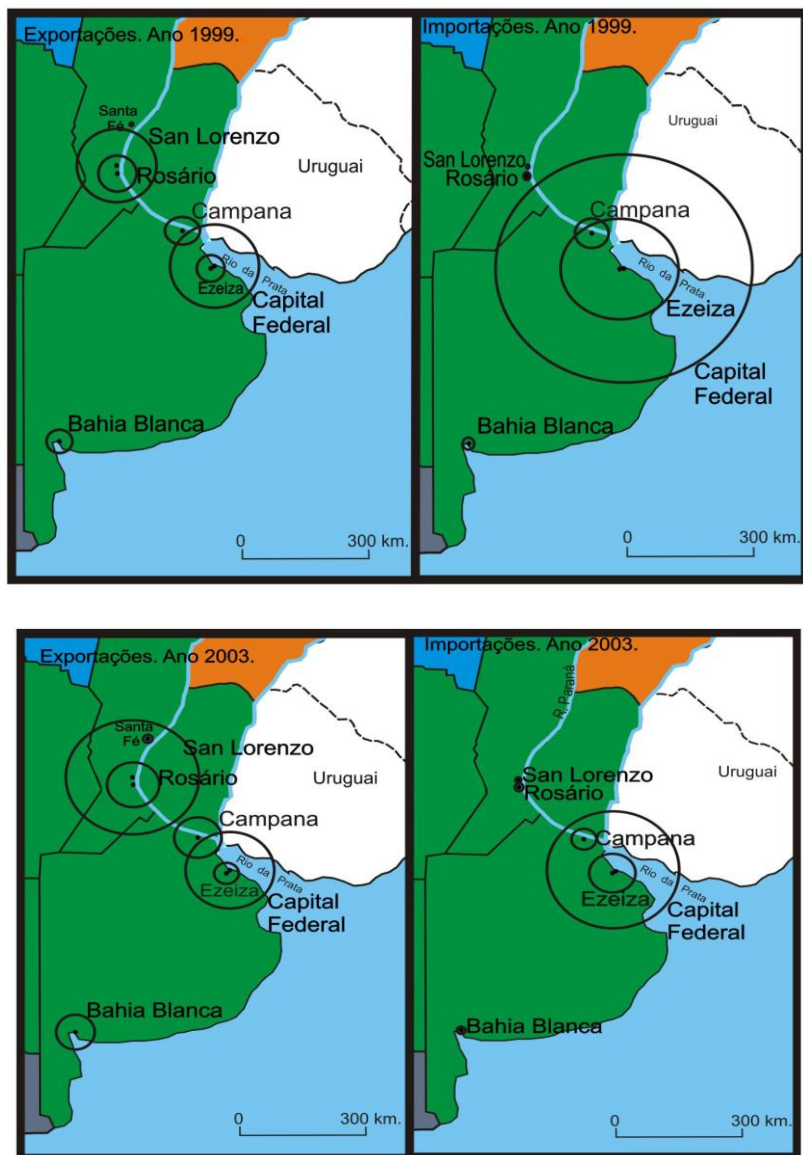 Exportações. Ano 1999.
Santa
Fé
San Lorenzo
Rosário
Uruguai
Campana
Rio da Prata
Ezeiza
Capital
Federal
Bahia Blanca
0 300 km.
Importações. Ano 1999.
Uruguai
San Lorenzo
Rosário
Campana
Rio da Prata
Ezeiza
Capital
Federal
Bahia Blanca
0 300 km.
Exportações. Ano 2003.
Santa
Fé
San Lorenzo
Rosário
Uruguai
Campana
Rio da Prata
Ezeiza
Capital
Federal
Bahia Blanca
0 300 km.
Importações. Ano 2003.
R. Paraná
San Lorenzo
Rosário
Uruguai
Campana
Rio da Prata
Ezeiza
Capital
Federal
Bahia Blanca
0 300 km.